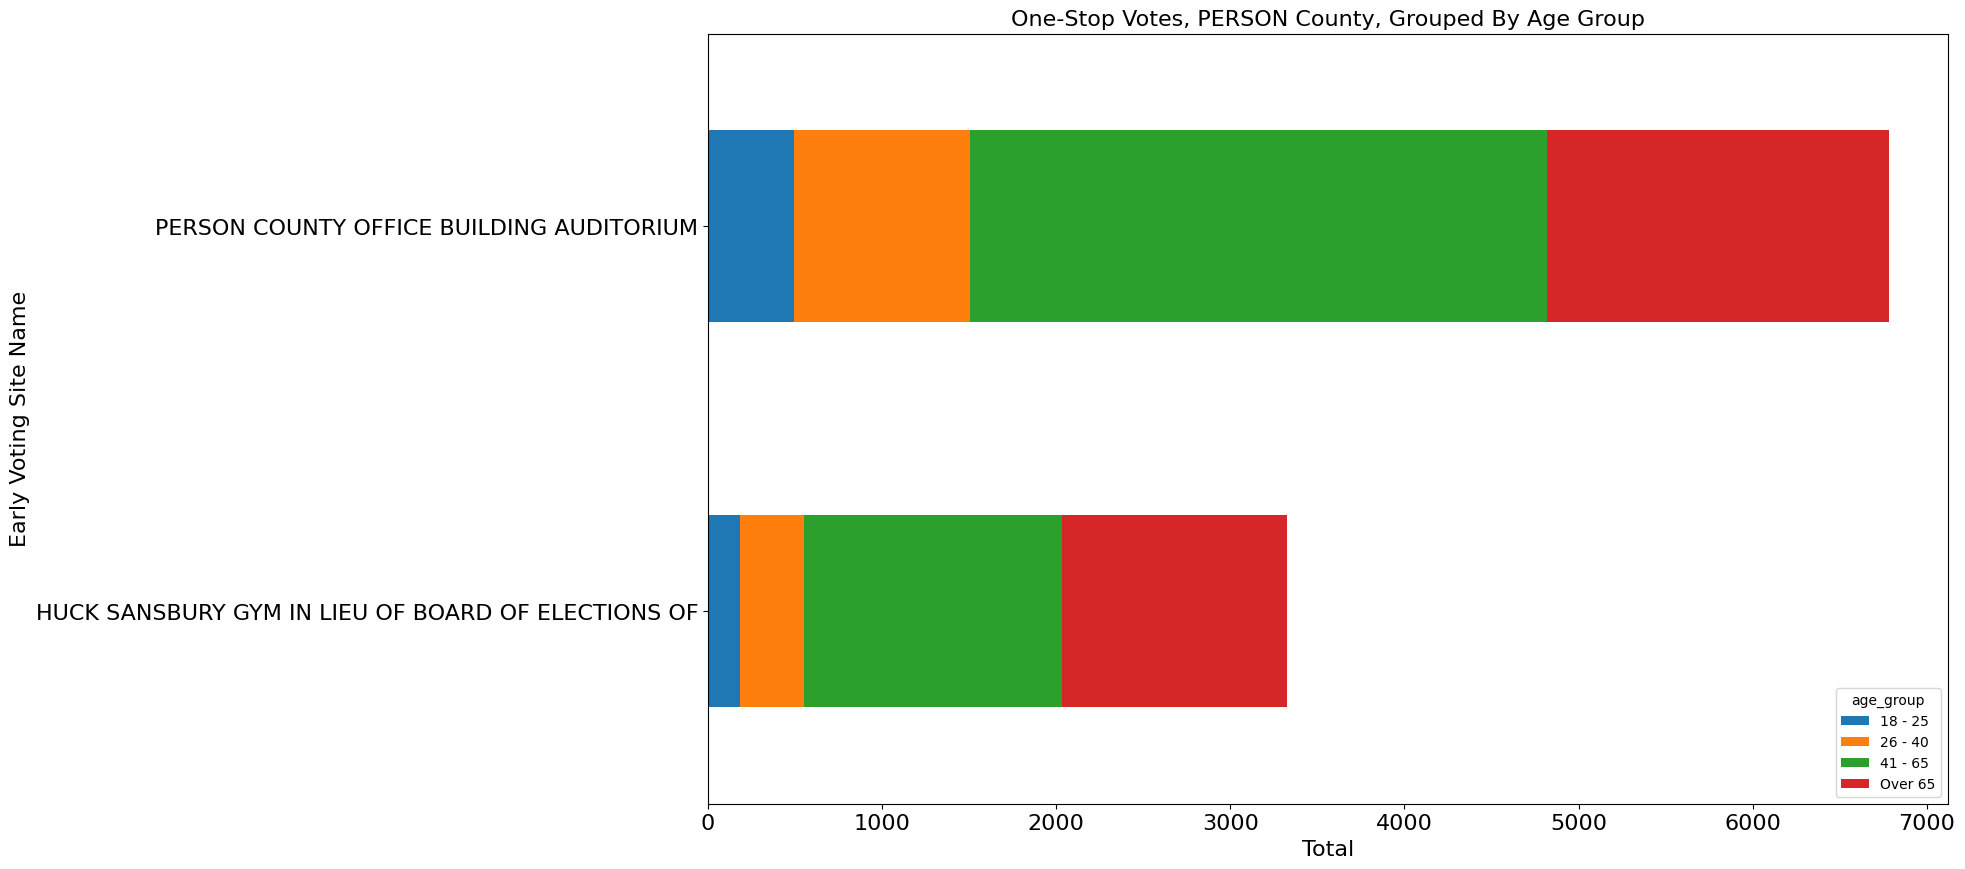 One-Stop Votes, PERSON County, Grouped By Age Group
Early Voting Site Name
PERSON COUNTY OFFICE BUILDING AUDITORIUM
HUCK SANSBURY GYM IN LIEU OF BOARD OF ELECTIONS OF
age_group
18 - 25
26 - 40
41 - 65
Over 65
0 1000 2000 3000 4000 5000 6000 7000
Total